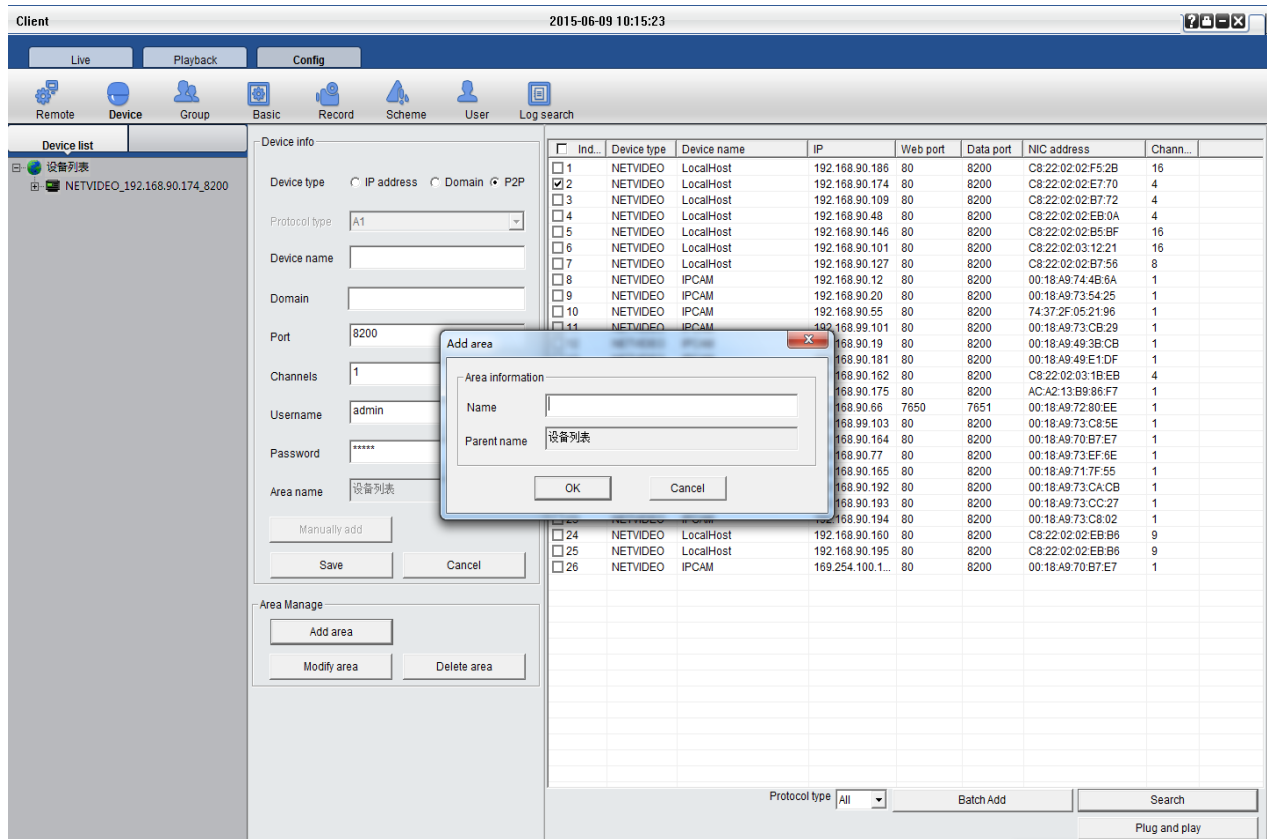 Client 2015-06-09 10:15:23
Live Playback Config
Remote Device Group Basic Record Scheme User Log search
Device list
设备列表
NETVIDEO_192.168.90.174_8200
Device info
Device type IP address Domain P2P
Protocol type A1
Device name
Domain
Port 8200
Channels 1
Username admin
Password *****
Area name 设备列表
Manually add
Save Cancel
Area Manage
Add area
Modify area Delete area
Ind... Device type Device name IP Web port Data port NIC address Chann...
1 NETVIDEO LocalHost 192.168.90.186 80 8200 C8:22:02:02:F5:2B 16
2 NETVIDEO LocalHost 192.168.90.174 80 8200 C8:22:02:02:E7:70 4
3 NETVIDEO LocalHost 192.168.90.109 80 8200 C8:22:02:02:B7:72 4
4 NETVIDEO LocalHost 192.168.90.48 80 8200 C8:22:02:02:EB:0A 4
5 NETVIDEO LocalHost 192.168.90.146 80 8200 C8:22:02:02:B5:BF 16
6 NETVIDEO LocalHost 192.168.90.101 80 8200 C8:22:02:03:12:21 16
7 NETVIDEO LocalHost 192.168.90.127 80 8200 C8:22:02:02:B7:56 8
8 NETVIDEO IPCAM 192.168.90.12 80 8200 00:18:A9:74:4B:6A 1
9 NETVIDEO IPCAM 192.168.90.20 80 8200 00:18:A9:73:54:25 1
10 NETVIDEO IPCAM 192.168.90.55 80 8200 74:37:2F:05:21:96 1
11 NETVIDEO IPCAM 192.168.99.101 80 8200 00:18:A9:73:CB:29 1
168.90.19 80 8200 00:18:A9:49:3B:CB 1
168.90.181 80 8200 00:18:A9:49:E1:DF 1
168.90.162 80 8200 C8:22:02:03:1B:EB 4
168.90.175 80 8200 AC:A2:13:B9:86:F7 1
168.90.66 7650 7651 00:18:A9:72:80:EE 1
168.99.103 80 8200 00:18:A9:73:C8:5E 1
168.90.164 80 8200 00:18:A9:70:B7:E7 1
168.90.77 80 8200 00:18:A9:73:EF:6E 1
168.90.165 80 8200 00:18:A9:71:7F:55 1
168.90.192 80 8200 00:18:A9:73:CA:CB 1
168.90.193 80 8200 00:18:A9:73:CC:27 1
23 NETVIDEO IPCAM 192.168.90.194 80 8200 00:18:A9:73:C8:02 1
24 NETVIDEO LocalHost 192.168.90.160 80 8200 C8:22:02:02:EB:B6 9
25 NETVIDEO LocalHost 192.168.90.195 80 8200 C8:22:02:02:EB:B6 9
26 NETVIDEO IPCAM 169.254.100.1... 80 8200 00:18:A9:70:B7:E7 1
Add area
Area information
Name
Parent name 设备列表
OK Cancel
Protocol type All Batch Add Search
Plug and play